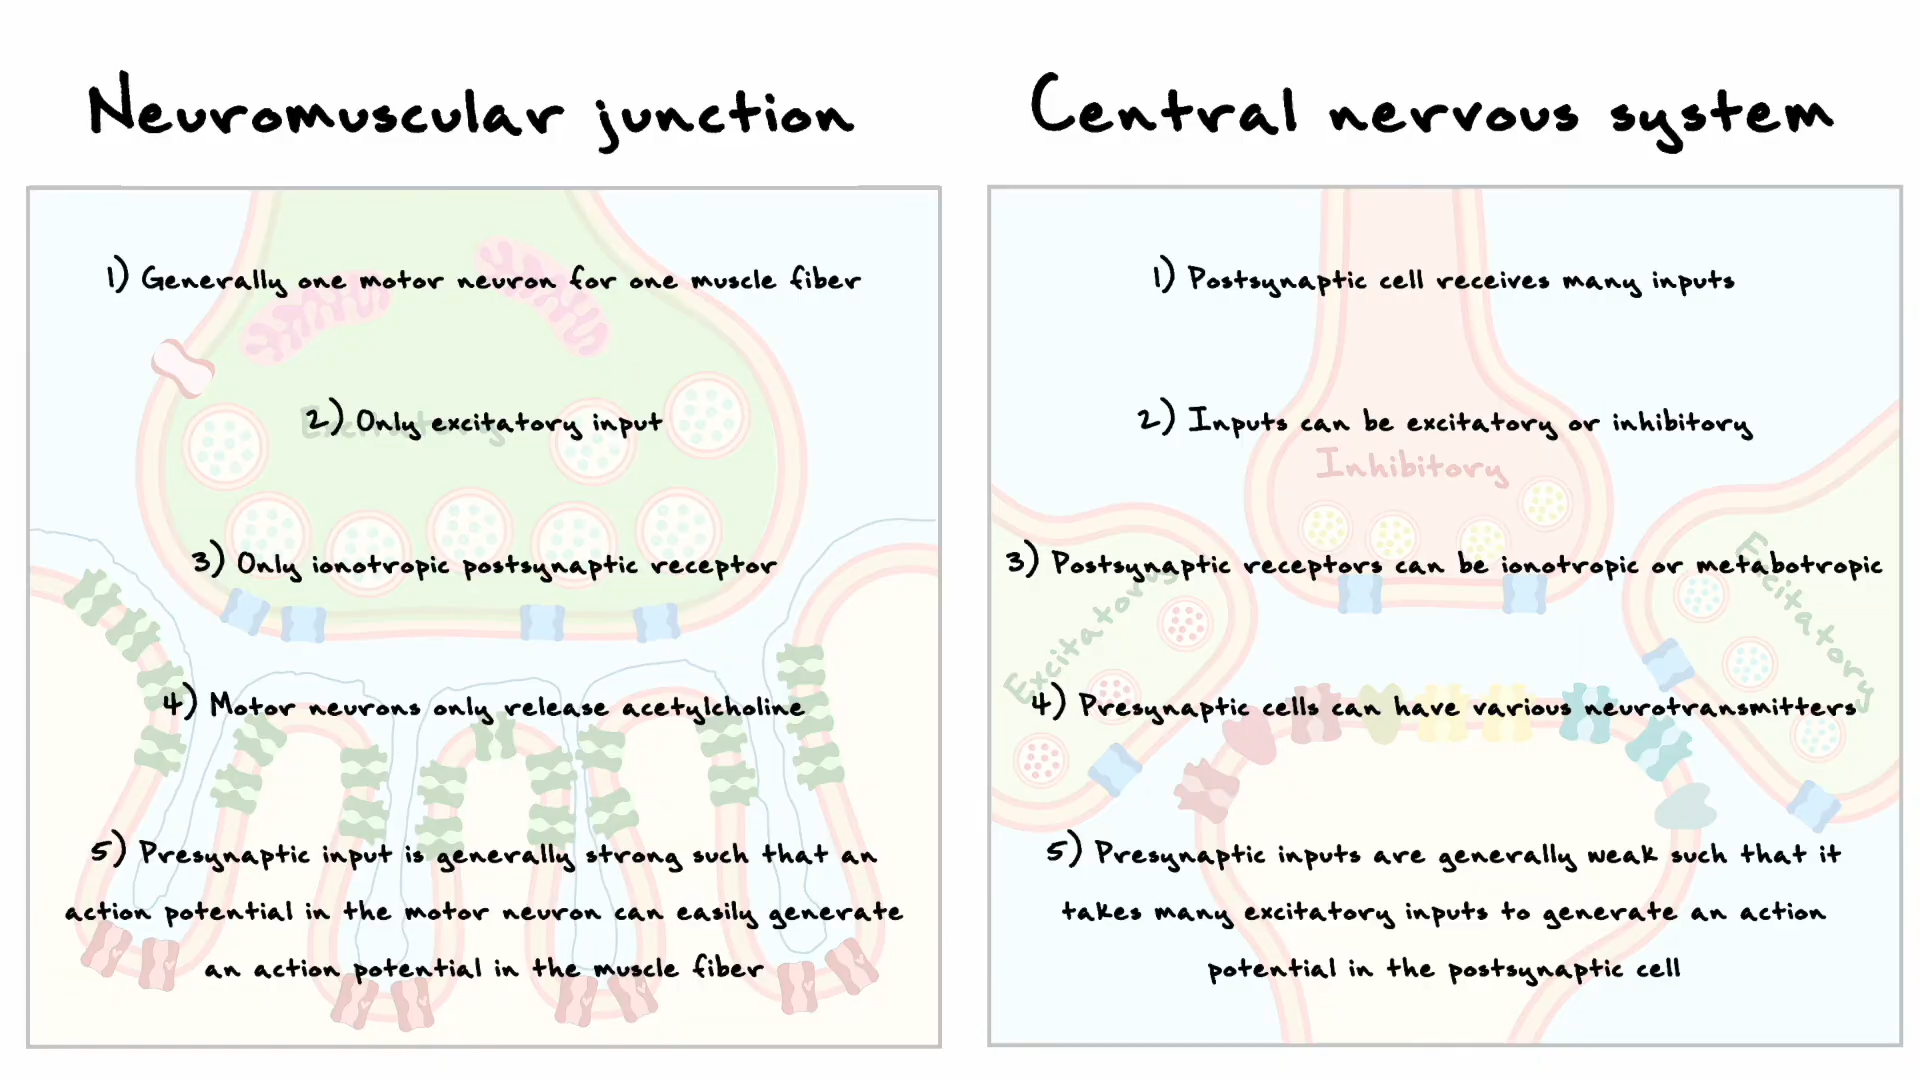 Neuromuscular junction
1) Generally one motor neuron for one muscle fiber
2) Only excitatory input
3) Only ionotropic postsynaptic receptor
4) Motor neurons only release acetylcholine
5) Presynaptic input is generally strong such that an
action potential in the motor neuron can easily generate
an action potential in the muscle fiber
Central nervous system
1) Postsynaptic cell receives many inputs
2) Inputs can be excitatory or inhibitory
Inhibitory
3) Postsynaptic receptors can be ionotropic or metabotropic
Excitatory
Excitatory
4) Presynaptic cells can have various neurotransmitters
5) Presynaptic inputs are generally weak such that it
takes many excitatory inputs to generate an action
potential in the postsynaptic cell